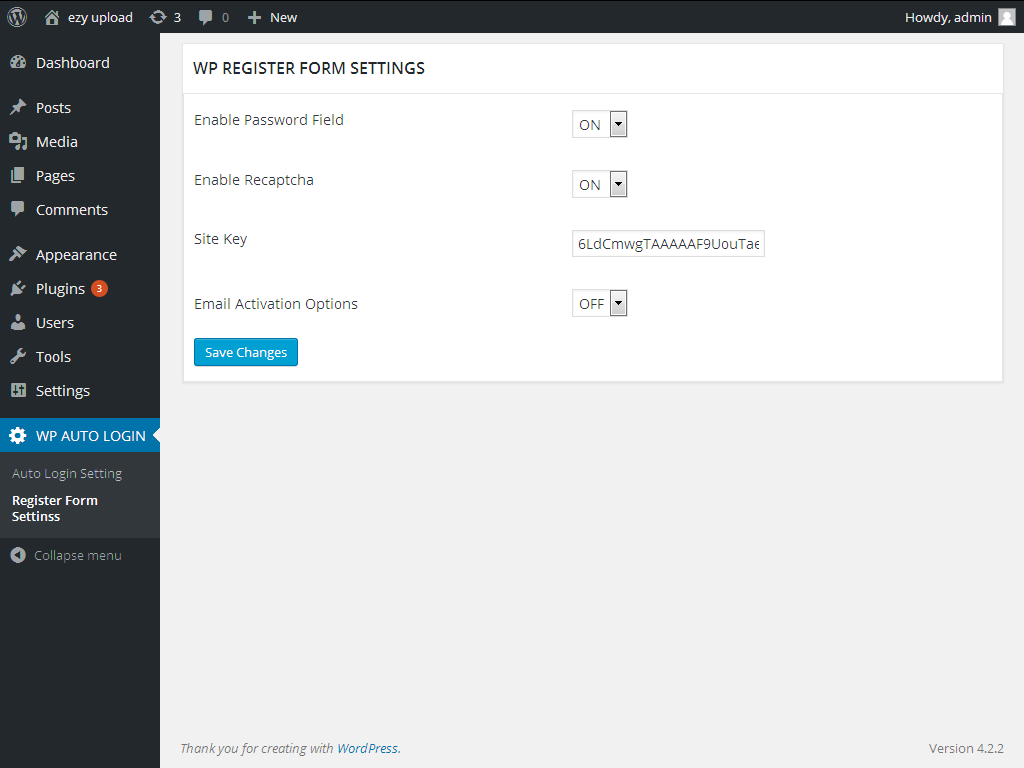 ezy upload 3 0 New Howdy, admin
Dashboard
Posts
Media
Pages
Comments
Appearance
Plugins 3
Users
Tools
Settings
WP AUTO LOGIN
Auto Login Setting
Register Form
Settinss
Collapse menu
WP REGISTER FORM SETTINGS
Enable Password Field ON
Enable Recaptcha ON
Site Key 6LdCmwgTAAAAAF9UouTae
Email Activation Options OFF
Save Changes
Thank you for creating with WordPress. Version 4.2.2